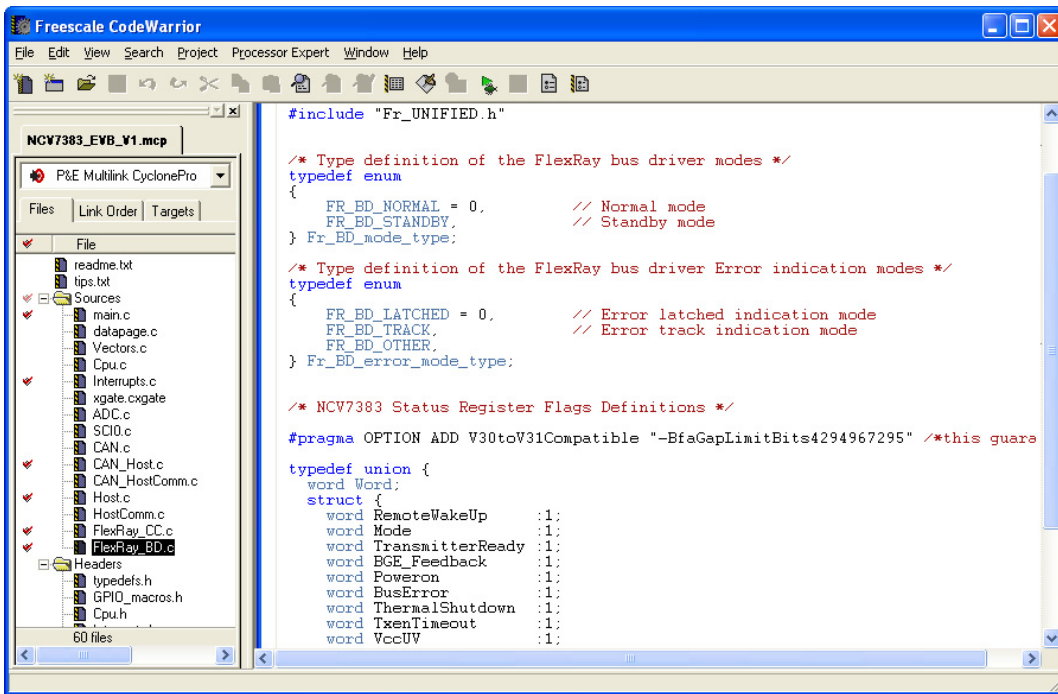 Freescale CodeWarrior
File Edit View Search Project Processor Expert Window Help
NCV7383_EVB_V1.mcp
P&E Multilink CyclonePro
Files Link Order Targets
File
readme.txt
tips.txt
Sources
main.c
datapage.c
Vectors.c
Cpu.c
Interrupts.c
xgate.cxgate
ADC.c
SCI0.c
CAN.c
CAN_Host.c
CAN_HostComm.c
Host.c
HostComm.c
FlexRay_CC.c
FlexRay_BD.c
Headers
typedefs.h
GPIO_macros.h
Cpu.h
60 files
#include "Fr_UNIFIED.h"
/* Type definition of the FlexRay bus driver modes */
typedef enum
{
FR_BD_NORMAL = 0, // Normal mode
FR_BD_STANDBY, // Standby mode
} Fr_BD_mode_type;
/* Type definition of the FlexRay bus driver Error indication modes */
typedef enum
{
FR_BD_LATCHED = 0, // Error latched indication mode
FR_BD_TRACK, // Error track indication mode
FR_BD_OTHER,
} Fr_BD_error_mode_type;
/* NCV7383 Status Register Flags Definitions */
#pragma OPTION ADD V30toV31Compatible "-BfaGapLimitBits4294967295" /*this guara
typedef union {
word Word;
struct {
word RemoteWakeUp :1;
word Mode :1;
word TransmitterReady :1;
word BGE_Feedback :1;
word Poweron :1;
word BusError :1;
word ThermalShutdown :1;
word TxenTimeout :1;
word VccUV :1;